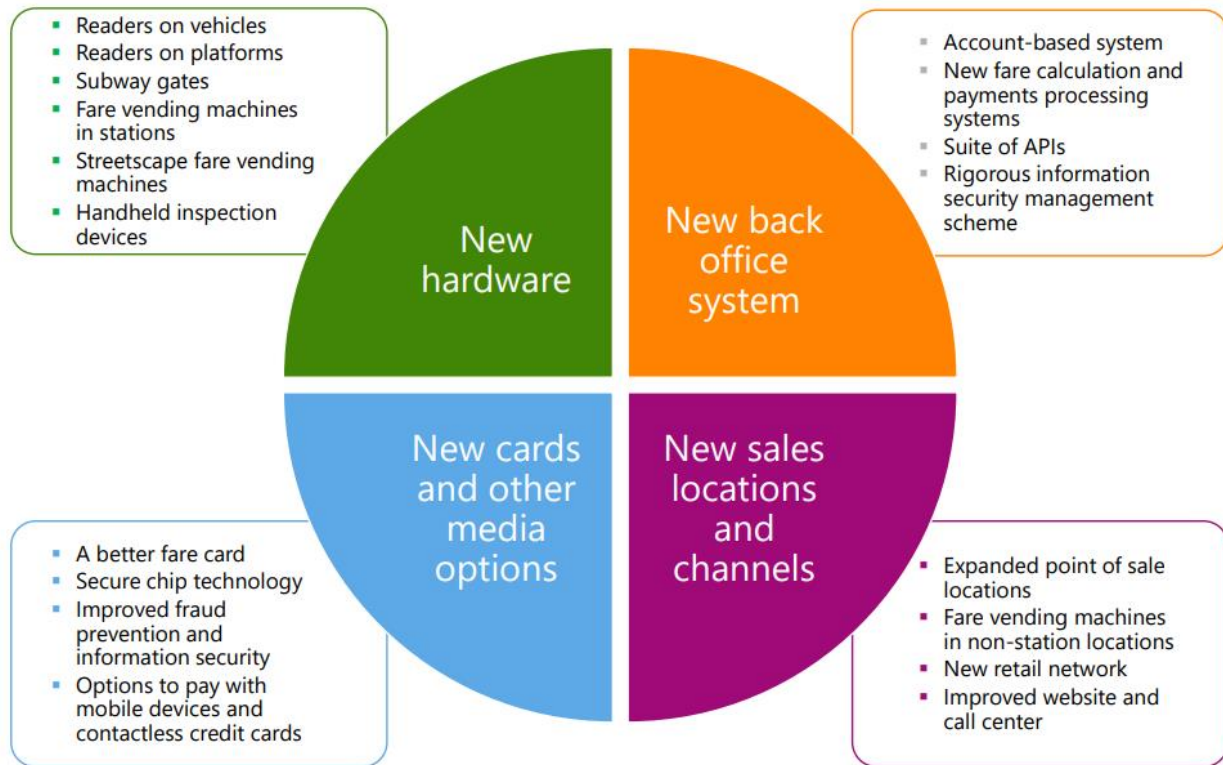 ▪ Readers on vehicles
▪ Readers on platforms
▪ Subway gates
▪ Fare vending machines
in stations
▪ Streetscape fare vending
machines
▪ Handheld inspection
devices
New
hardware
▪ Account-based system
▪ New fare calculation and
payments processing
systems
▪ Suite of APIs
▪ Rigorous information
security management
scheme
New back
office
system
▪ A better fare card
▪ Secure chip technology
▪ Improved fraud
prevention and
information security
▪ Options to pay with
mobile devices and
contactless credit cards
New cards
and other
media
options
New sales
locations
and
channels
▪ Expanded point of sale
locations
▪ Fare vending machines
in non-station locations
▪ New retail network
▪ Improved website and
call center